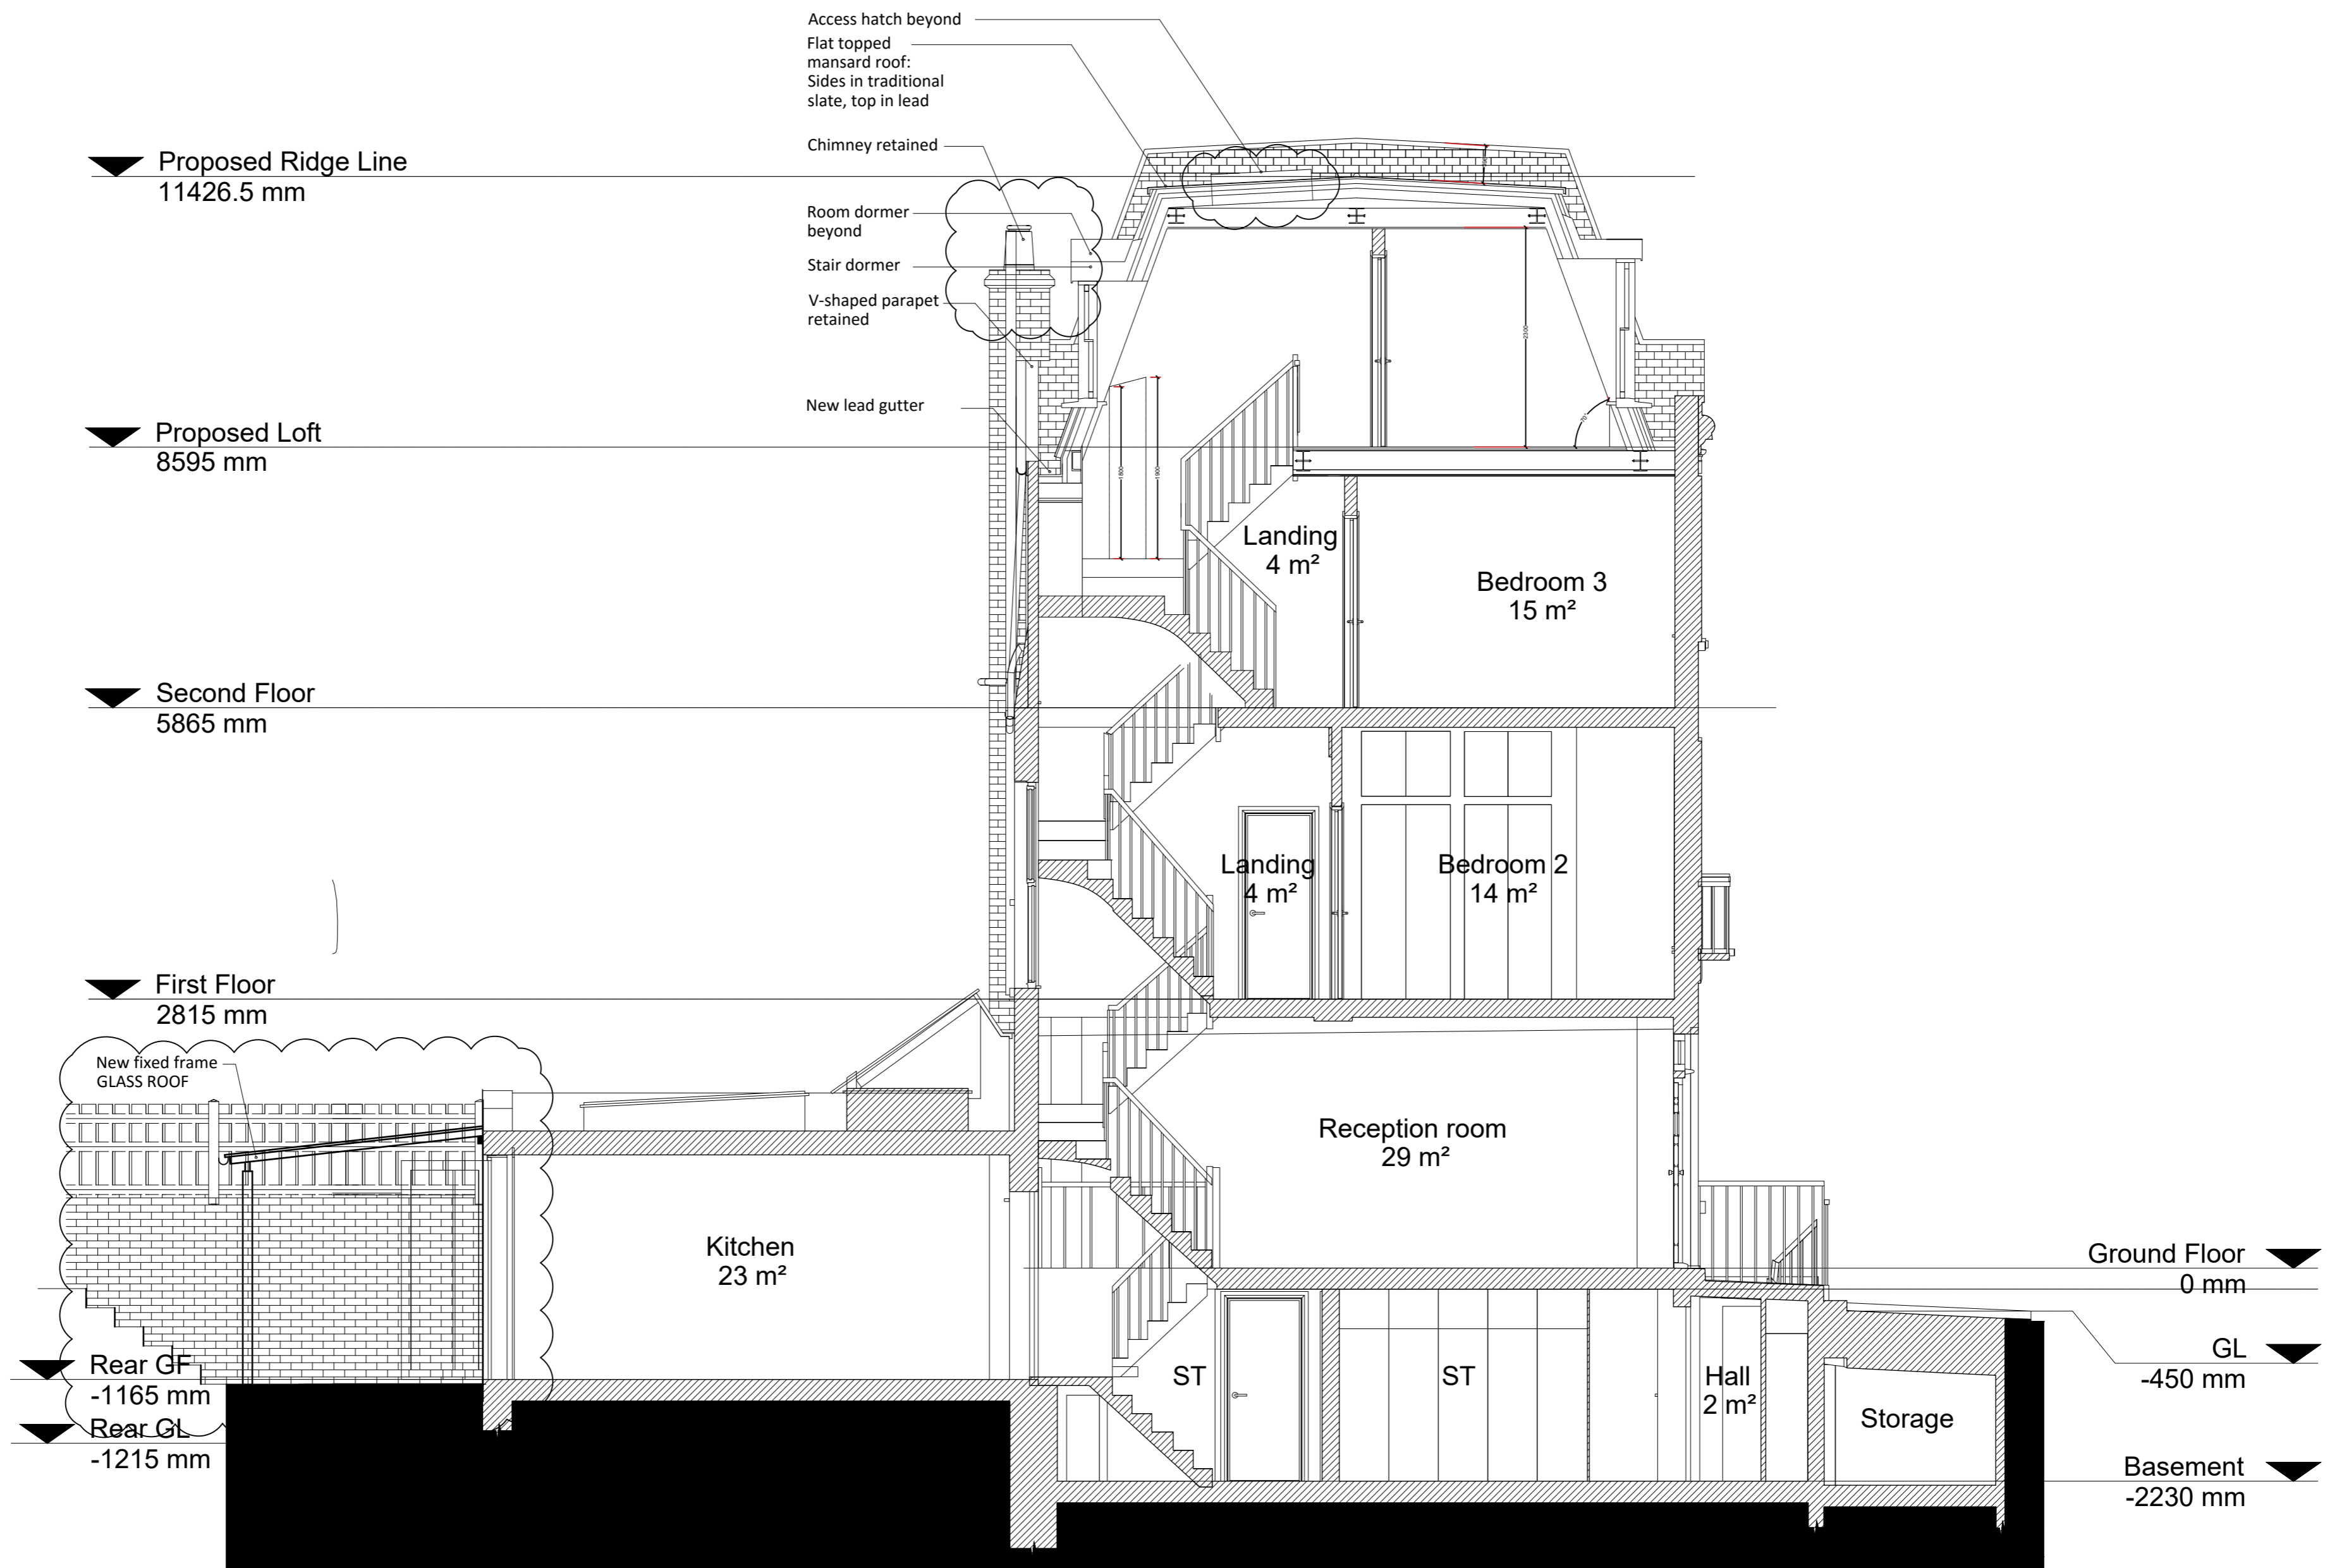 Access hatch beyond
Flat topped
mansard roof:
Sides in traditional
slate, top in lead
Chimney retained
Proposed Ridge Line
11426.5 mm
Room dormer
beyond
Stair dormer
V-shaped parapet
retained
2300
New lead gutter
70°
Proposed Loft
8595 mm
1800
1900
Landing
4 m²
Bedroom 3
15 m²
Second Floor
5865 mm
Landing
4 m²
Bedroom 2
14 m²
First Floor
2815 mm
New fixed frame
GLASS ROOF
Reception room
29 m²
Kitchen
23 m²
Ground Floor
0 mm
Rear GF
-1165 mm
Rear GL
-1215 mm
ST
ST
Hall
2 m²
Storage
GL
-450 mm
Basement
-2230 mm